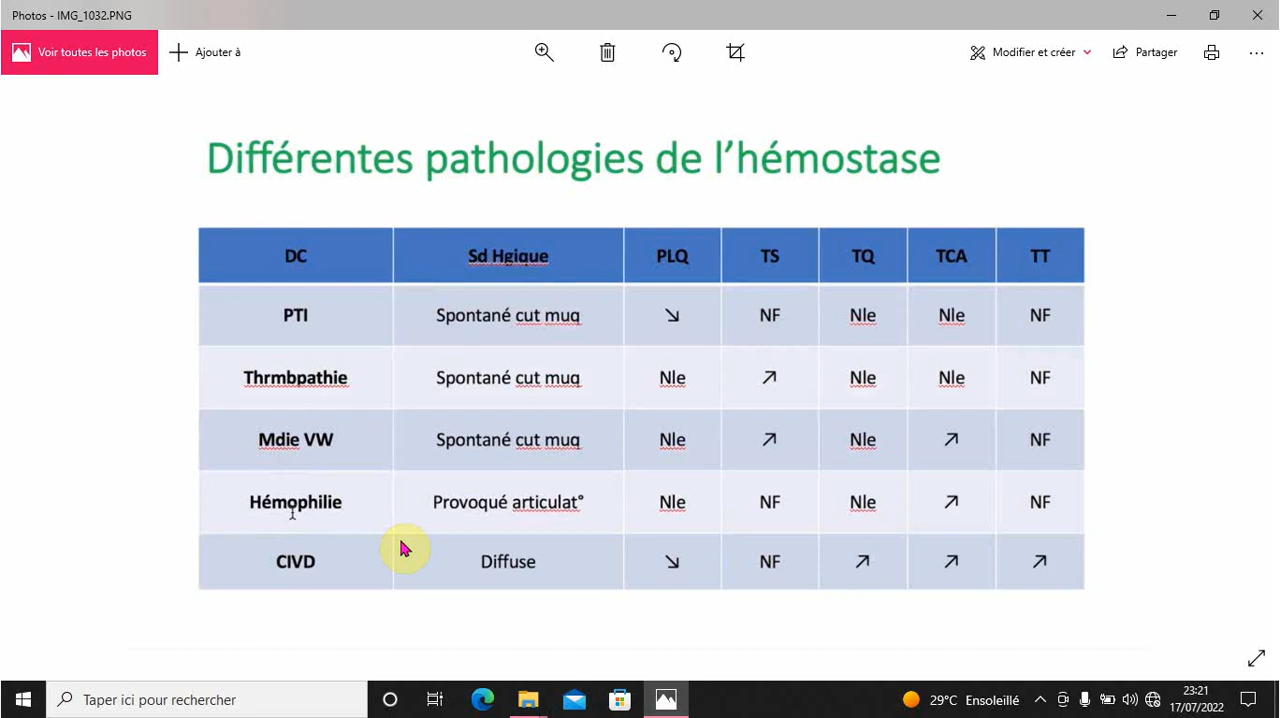 Photos - IMG_1032.PNG
Voir toutes les photos
Ajouter à
Modifier et créer
Partager
Différentes pathologies de l'hémostase
DC Sd Hgique PLQ TS TQ TCA TT
PTI Spontané cut muq ↘ NF Nle Nle NF
Thrmbpathie Spontané cut muq Nle ↗ Nle Nle NF
Mdie VW Spontané cut muq Nle ↗ Nle ↗ NF
Hémophilie Provoqué articulat° Nle NF Nle ↗ NF
CIVD Diffuse ↘ NF ↗ ↗ ↗
Taper ici pour rechercher
29°C Ensoleillé
23:21
17/07/2022